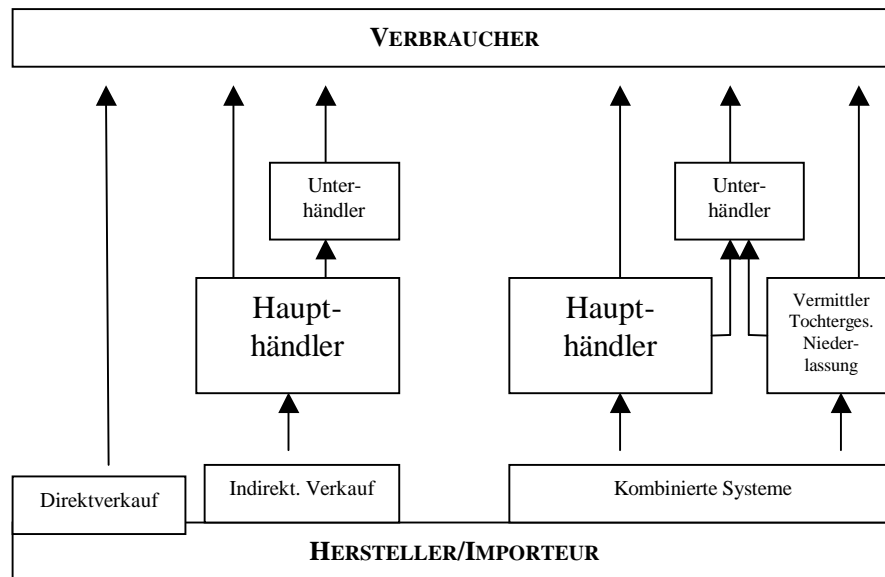 VERBRAUCHER
Unter-
händler
Unter-
händler
Haupt-
händler
Haupt-
händler
Vermittler
Tochterges.
Nieder-
lassung
Direktverkauf
Indirekt. Verkauf
Kombinierte Systeme
HERSTELLER/IMPORTEUR